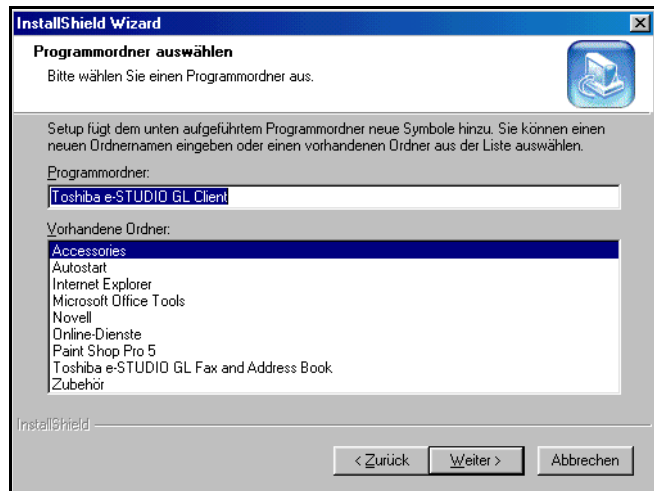 InstallShield Wizard
Programmordner auswählen
Bitte wählen Sie einen Programmordner aus.
Setup fügt dem unten aufgeführtem Programmordner neue Symbole hinzu. Sie können einen
neuen Ordnernamen eingeben oder einen vorhandenen Ordner aus der Liste auswählen.
Programmordner:
Toshiba e-STUDIO GL Client
Vorhandene Ordner:
Accessories
Autostart
Internet Explorer
Microsoft Office Tools
Novell
Online-Dienste
Paint Shop Pro 5
Toshiba e-STUDIO GL Fax and Address Book
Zubehör
InstallShield
< Zurück
Weiter >
Abbrechen